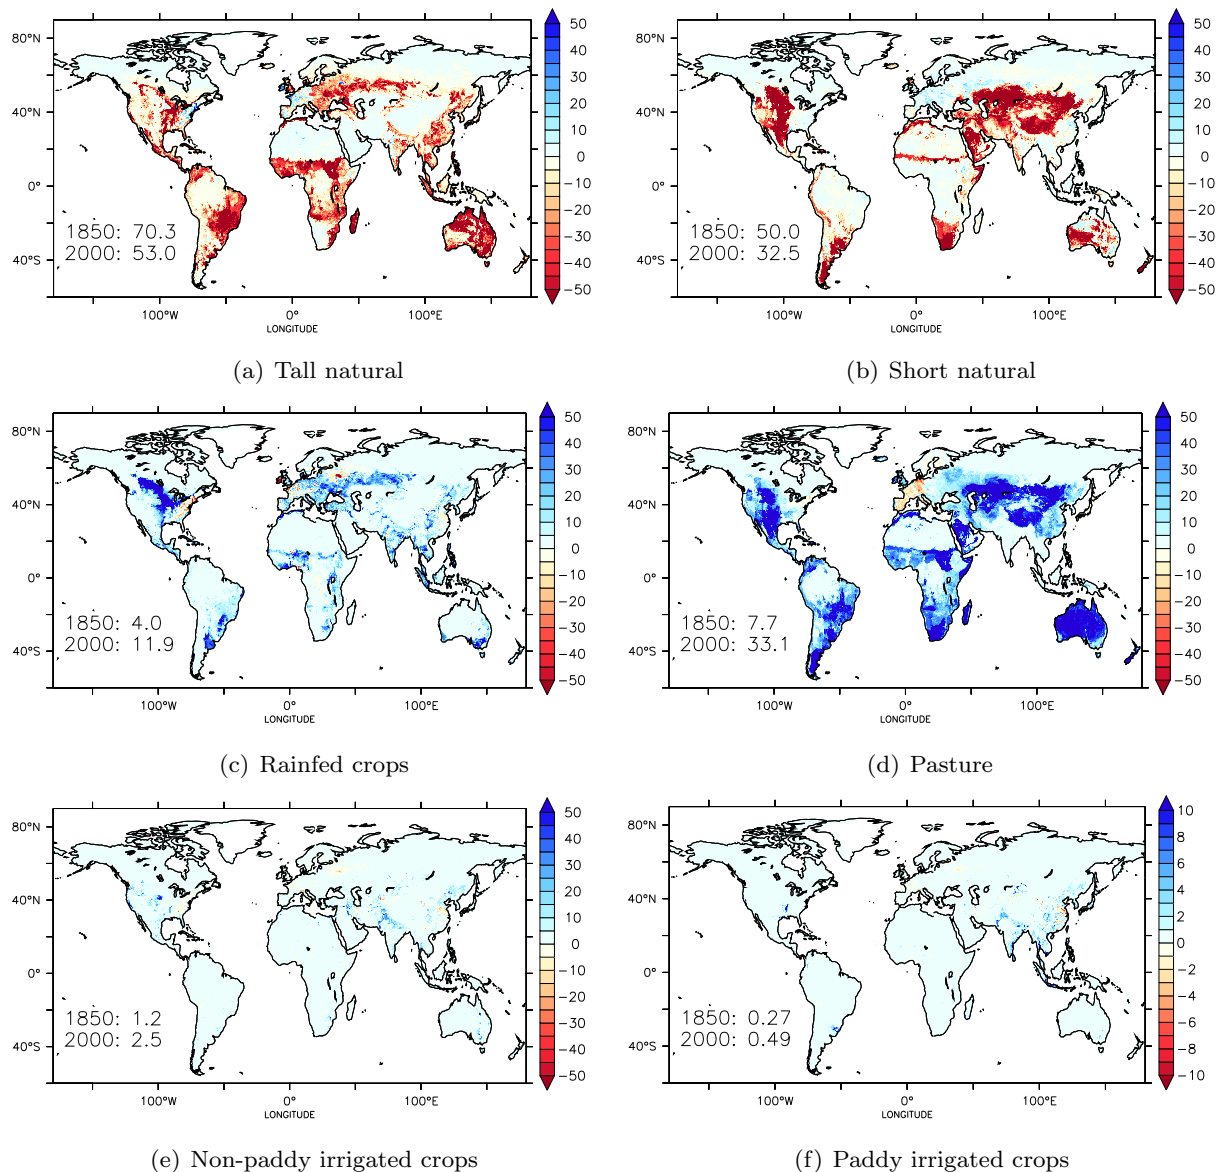 80°N
40°N
0°
40°S
1850: 70.3
2000: 53.0
100°W
0°
100°E
LONGITUDE
50
40
30
20
10
0
−10
−20
−30
−40
−50
(a) Tall natural
80°N
40°N
0°
40°S
1850: 50.0
2000: 32.5
100°W
0°
100°E
LONGITUDE
50
40
30
20
10
0
−10
−20
−30
−40
−50
(b) Short natural
80°N
40°N
0°
40°S
1850: 4.0
2000: 11.9
100°W
0°
100°E
LONGITUDE
50
40
30
20
10
0
−10
−20
−30
−40
−50
(c) Rainfed crops
80°N
40°N
0°
40°S
1850: 7.7
2000: 33.1
100°W
0°
100°E
LONGITUDE
50
40
30
20
10
0
−10
−20
−30
−40
−50
(d) Pasture
80°N
40°N
0°
40°S
1850: 1.2
2000: 2.5
100°W
0°
100°E
LONGITUDE
50
40
30
20
10
0
−10
−20
−30
−40
−50
(e) Non-paddy irrigated crops
80°N
40°N
0°
40°S
1850: 0.27
2000: 0.49
100°W
0°
100°E
LONGITUDE
10
8
6
4
2
0
−2
−4
−6
−8
−10
(f) Paddy irrigated crops